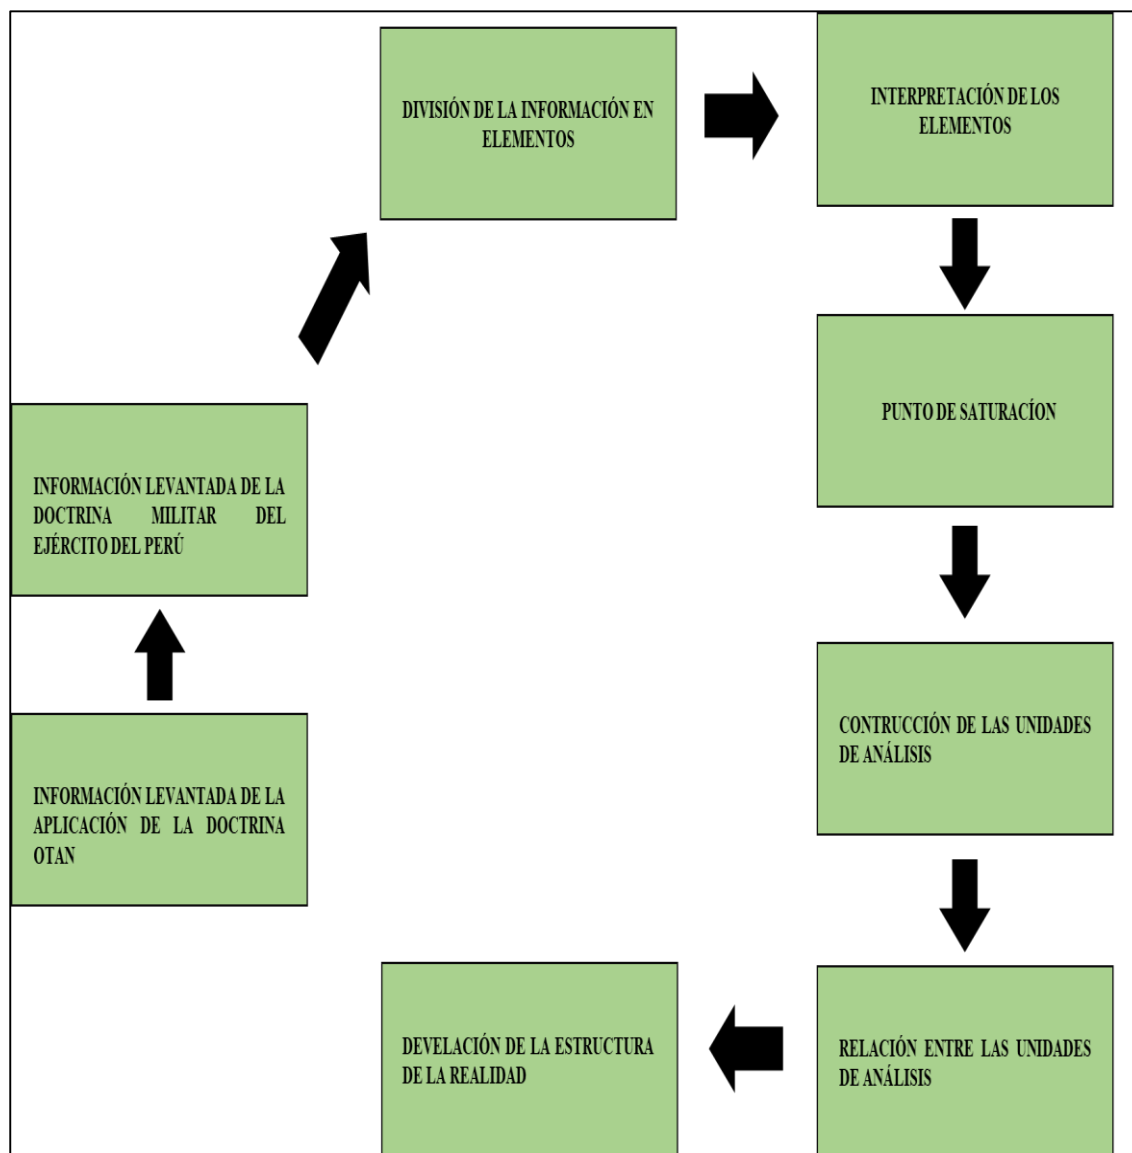 DIVISIÓN DE LA INFORMACIÓN EN
ELEMENTOS
INTERPRETACIÓN DE LOS
ELEMENTOS
PUNTO DE SATURACÍON
INFORMACIÓN LEVANTADA DE LA
DOCTRINA MILITAR DEL
EJÉRCITO DEL PERÚ
CONTRUCCIÓN DE LAS UNIDADES
DE ANÁLISIS
INFORMACIÓN LEVANTADA DE LA
APLICACIÓN DE LA DOCTRINA
OTAN
DEVELACIÓN DE LA ESTRUCTURA
DE LA REALIDAD
RELACIÓN ENTRE LAS UNIDADES
DE ANÁLISIS